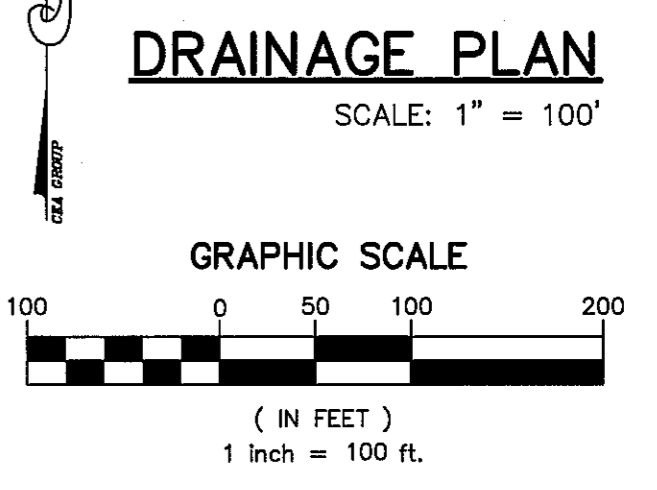 DRAINAGE PLAN
SCALE: 1" = 100'
CKA GROUP
GRAPHIC SCALE
100 0 50 100 200
( IN FEET )
1 inch = 100 ft.